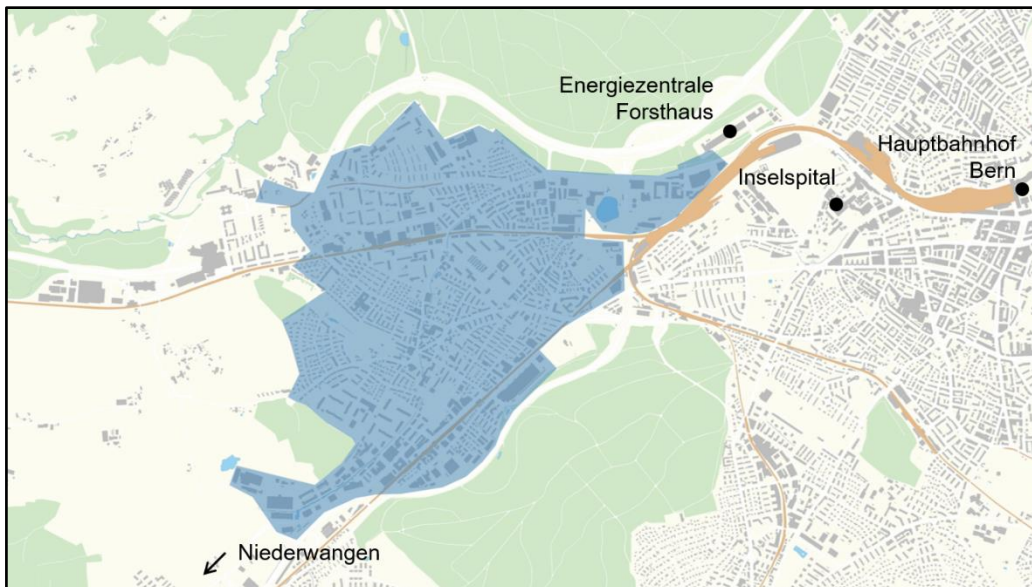 Energiezentrale
Forsthaus
Hauptbahnhof
Bern
Inselspital
Niederwangen